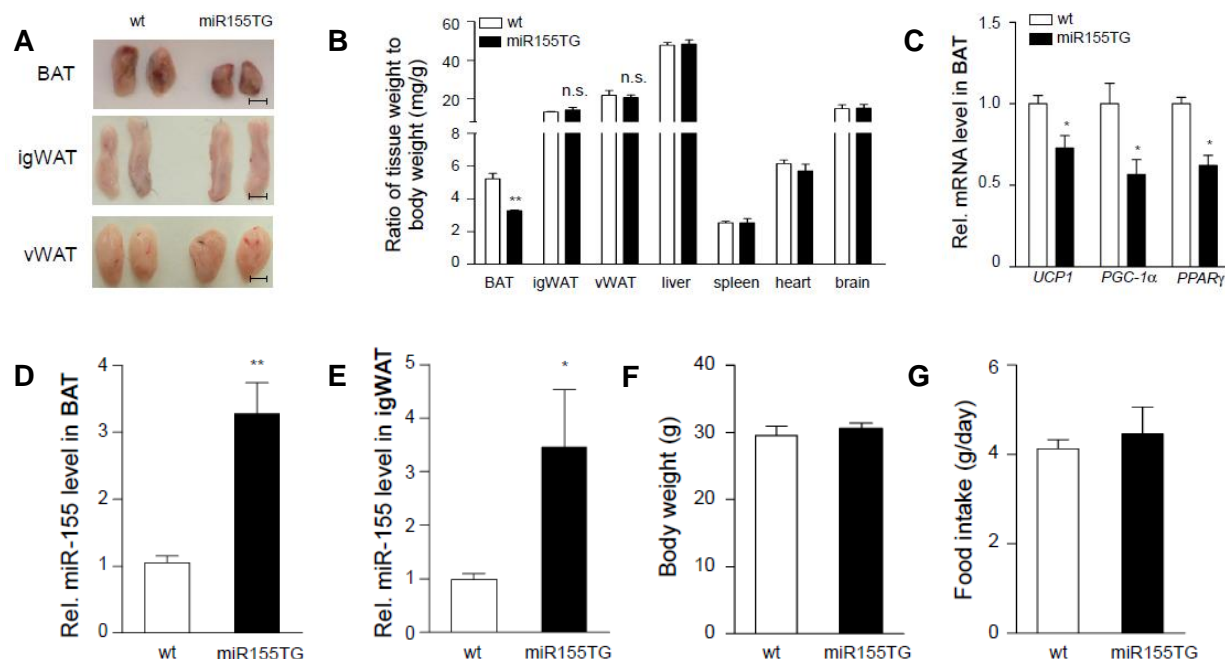 A
wt miR155TG
BAT
igWAT
vWAT
B
Ratio of tissue weight to
body weight (mg/g)
60
40
20
8
6
4
2
0
wt
miR155TG
n.s.
n.s.
**
BAT igWAT vWAT liver spleen heart brain
C
Rel. mRNA level in BAT
1.5
1.0
0.5
0
wt
miR155TG
*
*
*
UCP1 PGC-1α PPARγ
D
Rel. miR-155 level in BAT
4
3
2
1
0
**
wt miR155TG
E
Rel. miR-155 level in igWAT
5
4
3
2
1
0
*
wt miR155TG
F
Body weight (g)
40
30
20
10
0
wt miR155TG
G
Food intake (g/day)
6
4
2
0
wt miR155TG